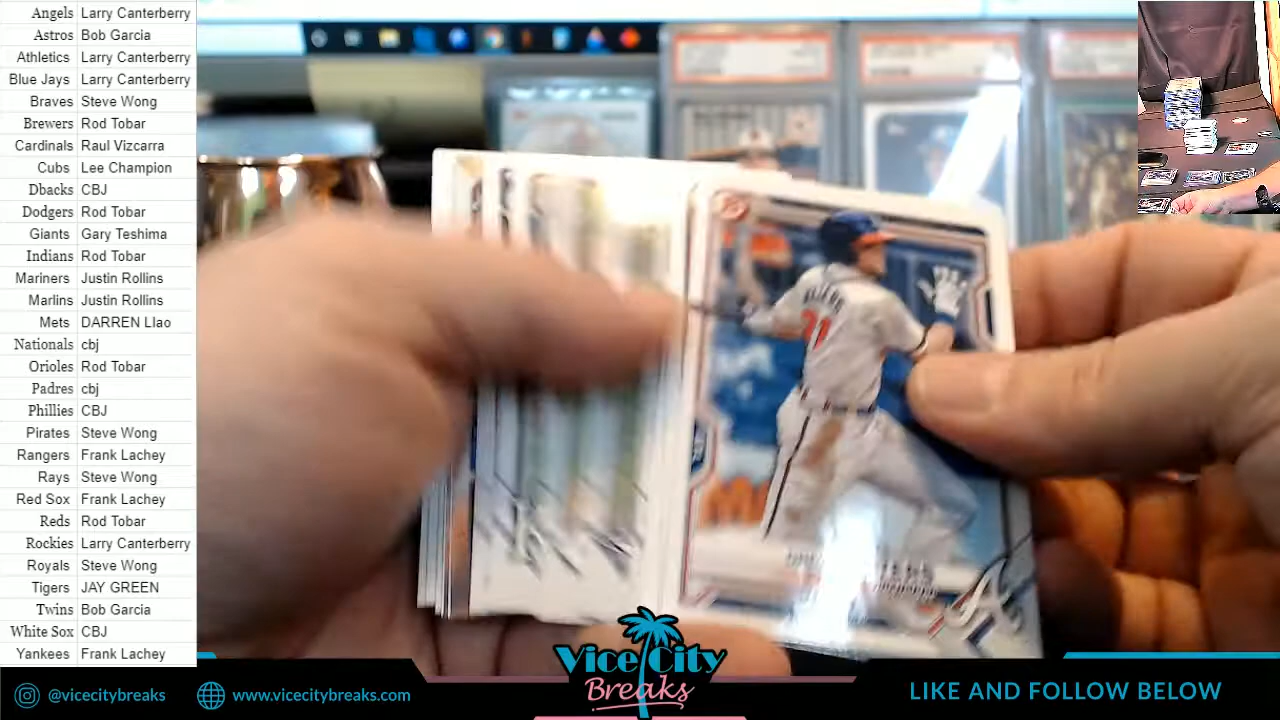 Angels Larry Canterberry
Astros Bob Garcia
Athletics Larry Canterberry
Blue Jays Larry Canterberry
Braves Steve Wong
Brewers Rod Tobar
Cardinals Raul Vizcarra
Cubs Lee Champion
Dbacks CBJ
Dodgers Rod Tobar
Giants Gary Teshima
Indians Rod Tobar
Mariners Justin Rollins
Marlins Justin Rollins
Mets DARREN LIao
Nationals cbj
Orioles Rod Tobar
Padres cbj
Phillies CBJ
Pirates Steve Wong
Rangers Frank Lachey
Rays Steve Wong
Red Sox Frank Lachey
Reds Rod Tobar
Rockies Larry Canterberry
Royals Steve Wong
Tigers JAY GREEN
Twins Bob Garcia
White Sox CBJ
Yankees Frank Lachey
@vicecitybreaks
www.vicecitybreaks.com
Vice City
Breaks
LIKE AND FOLLOW BELOW